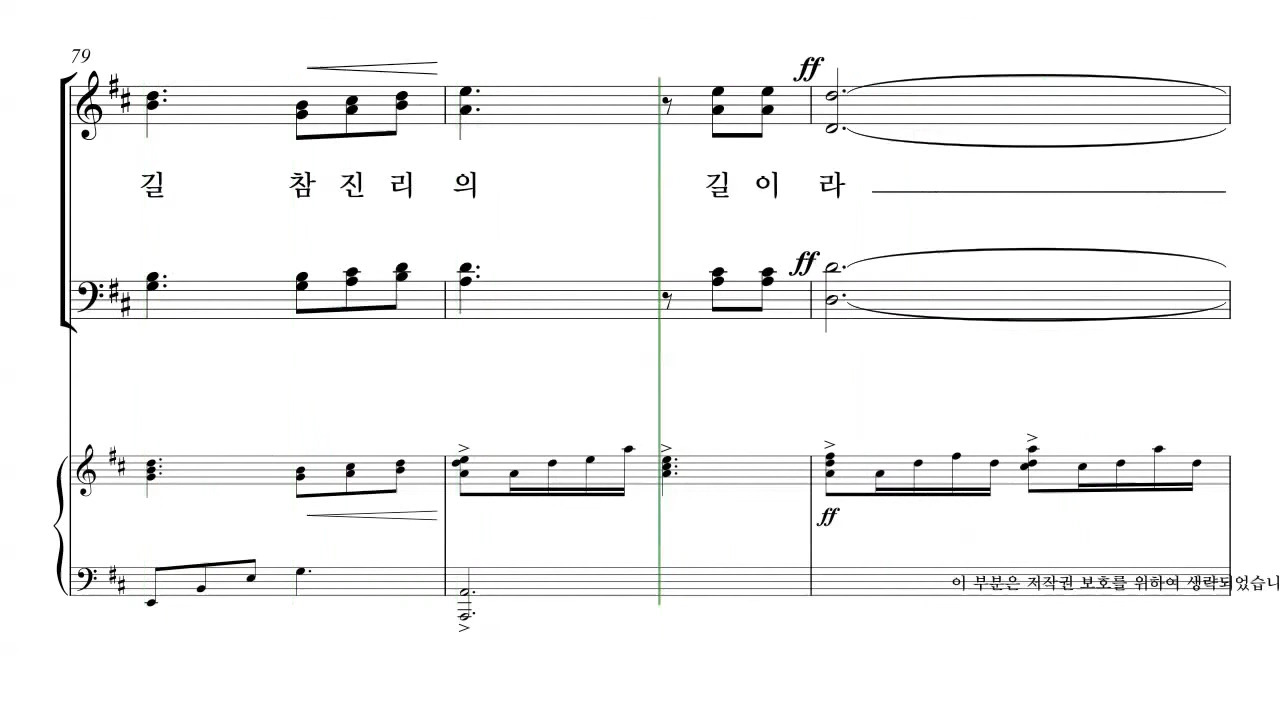 79
ff
길 참 진 리 의 길 이 라
ff
ff
이 부분은 저작권 보호를 위하여 생략되었습니